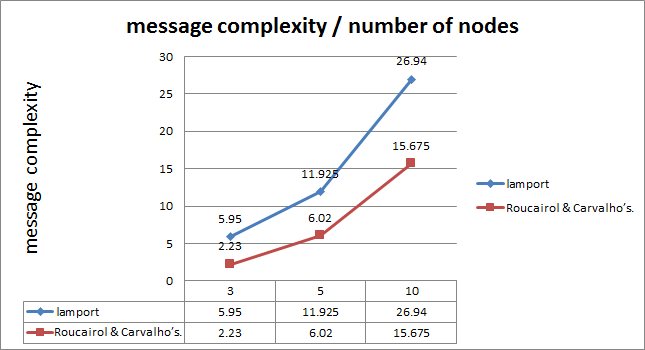 message complexity / number of nodes
message complexity
30
25
20
15
10
5
0
26.94
15.675
11.925
6.02
5.95
2.23
lamport
Roucairol & Carvalho's.
3 5 10
lamport 5.95 11.925 26.94
Roucairol & Carvalho's. 2.23 6.02 15.675